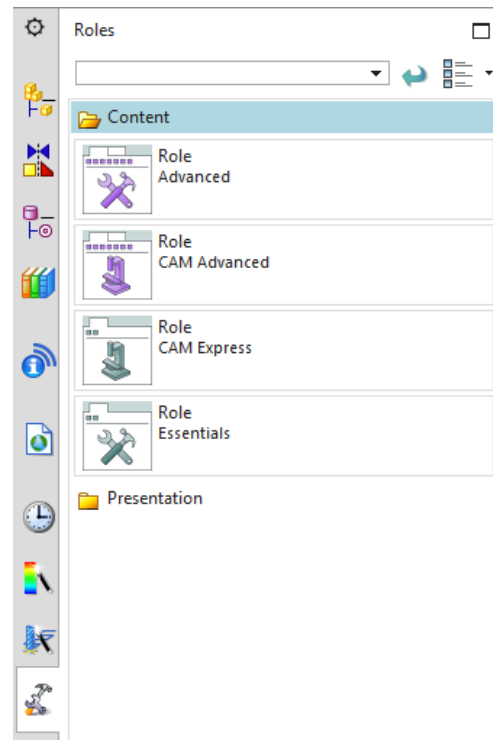 Roles
Content
Role
Advanced
Role
CAM Advanced
Role
CAM Express
Role
Essentials
Presentation